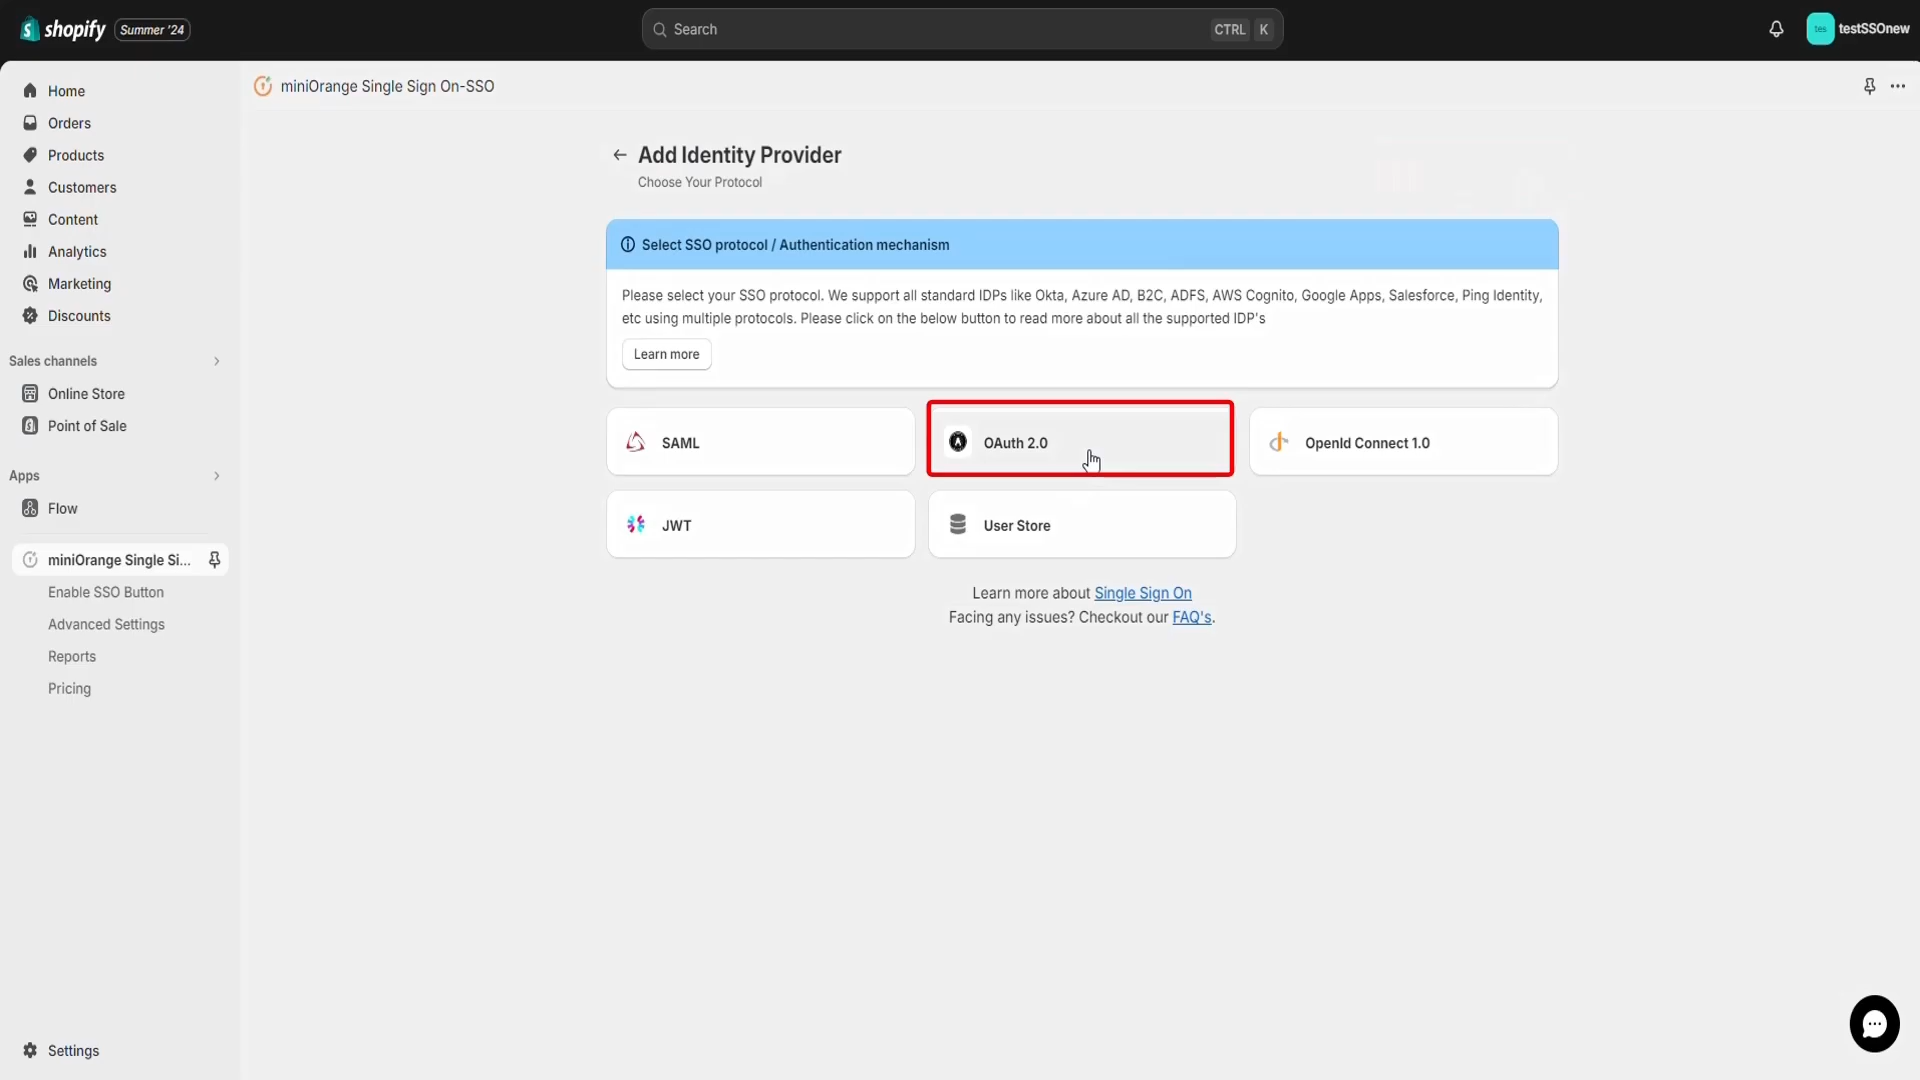 shopify Summer '24
Search CTRL K
testSSOnew
Home
Orders
Products
Customers
Content
Analytics
Marketing
Discounts
Sales channels
Online Store
Point of Sale
Apps
Flow
miniOrange Single Si...
Enable SSO Button
Advanced Settings
Reports
Pricing
Settings
miniOrange Single Sign On-SSO
Add Identity Provider
Choose Your Protocol
Select SSO protocol / Authentication mechanism
Please select your SSO protocol. We support all standard IDPs like Okta, Azure AD, B2C, ADFS, AWS Cognito, Google Apps, Salesforce, Ping Identity,
etc using multiple protocols. Please click on the below button to read more about all the supported IDP's
Learn more
SAML
OAuth 2.0
OpenId Connect 1.0
JWT
User Store
Learn more about Single Sign On
Facing any issues? Checkout our FAQ's.